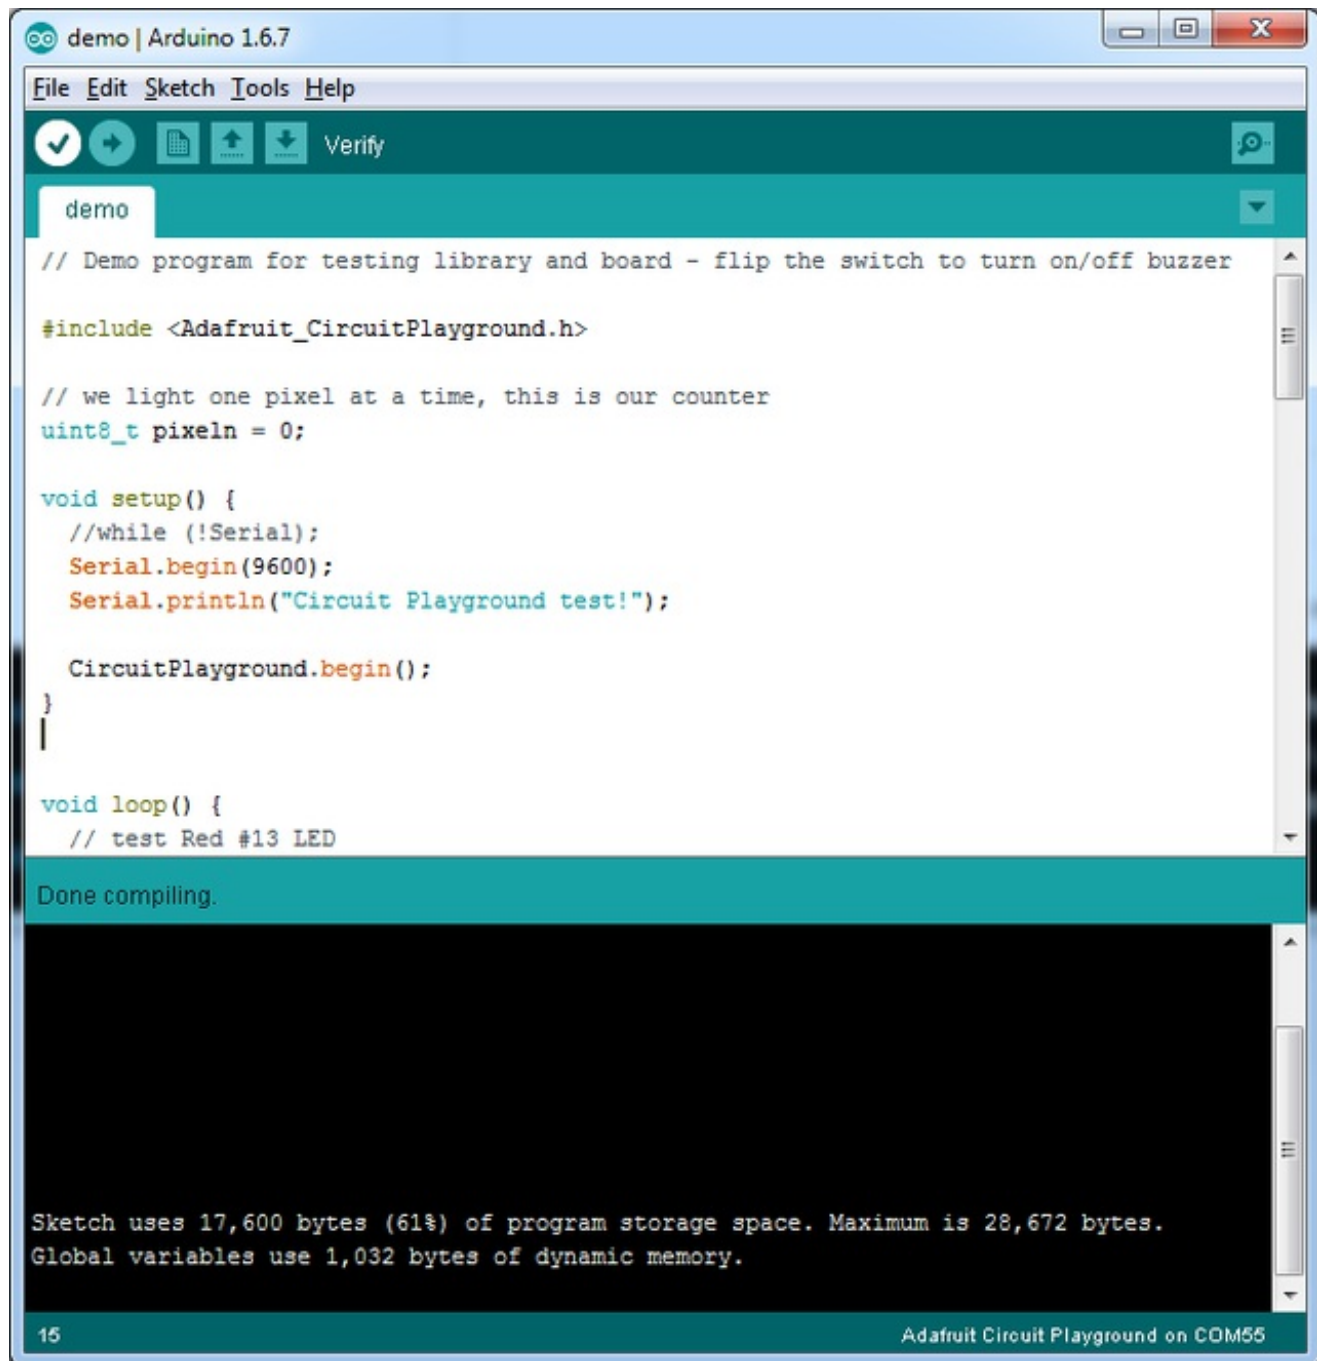 demo | Arduino 1.6.7
File Edit Sketch Tools Help
Verify
demo
// Demo program for testing library and board - flip the switch to turn on/off buzzer
#include <Adafruit_CircuitPlayground.h>
// we light one pixel at a time, this is our counter
uint8_t pixeln = 0;
void setup() {
  //while (!Serial);
  Serial.begin(9600);
  Serial.println("Circuit Playground test!");
  CircuitPlayground.begin();
}
void loop() {
  // test Red #13 LED
Done compiling.
Sketch uses 17,600 bytes (61%) of program storage space. Maximum is 28,672 bytes.
Global variables use 1,032 bytes of dynamic memory.
15 Adafruit Circuit Playground on COM55